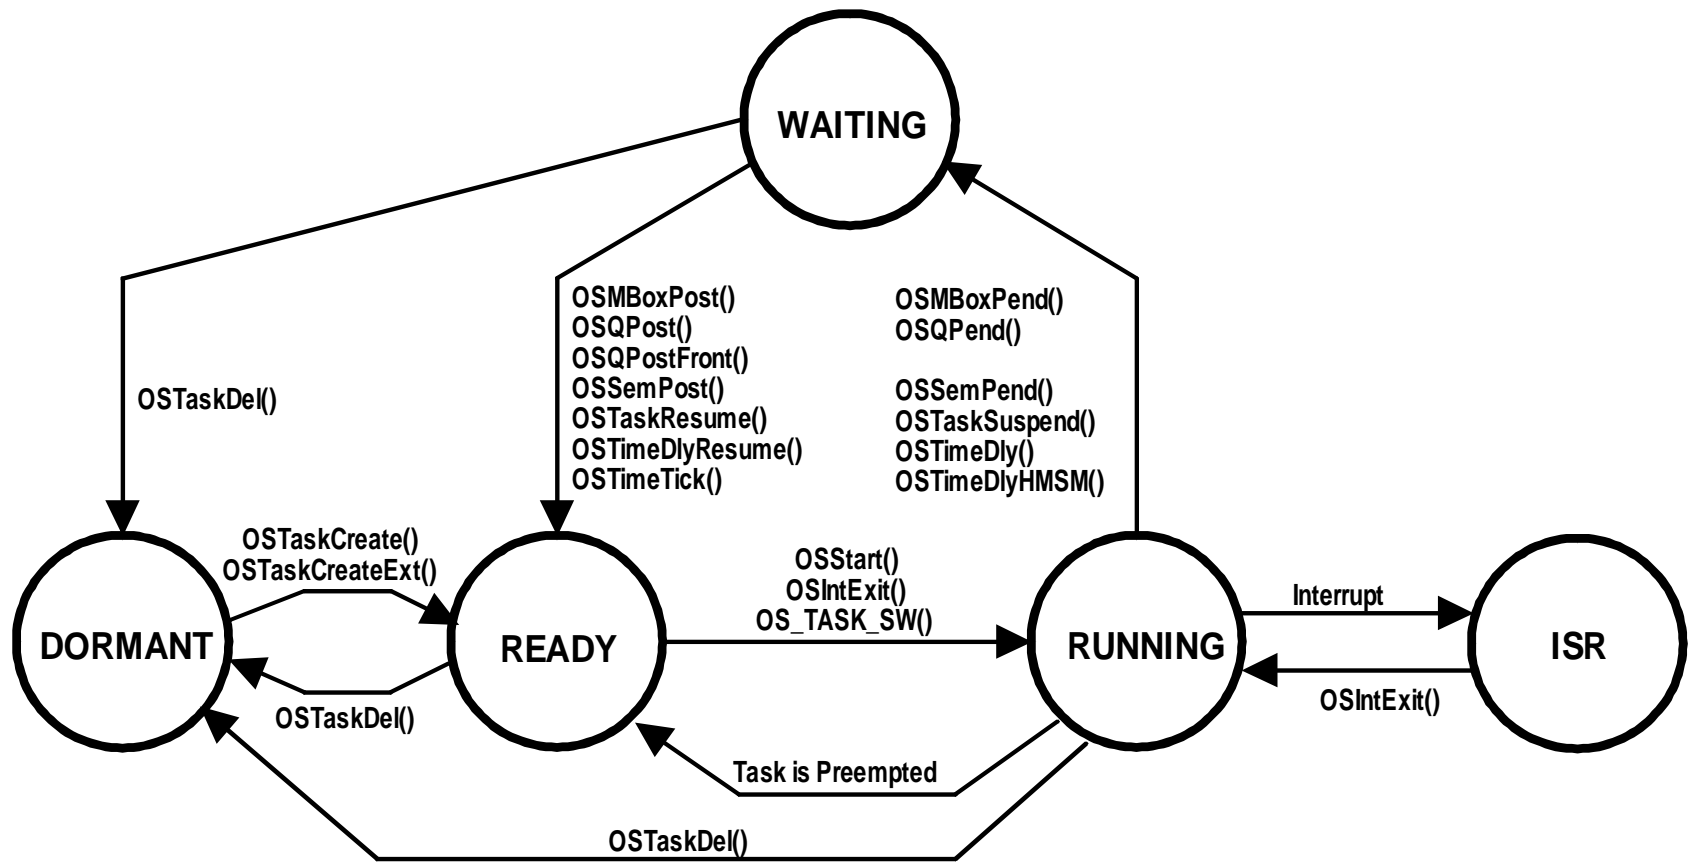 WAITING
OSMBoxPost()
OSQPost()
OSQPostFront()
OSSemPost()
OSTaskResume()
OSTimeDlyResume()
OSTimeTick()
OSMBoxPend()
OSQPend()
OSSemPend()
OSTaskSuspend()
OSTimeDly()
OSTimeDlyHMSM()
OSTaskDel()
OSTaskCreate()
OSTaskCreateExt()
OSStart()
OSIntExit()
OS_TASK_SW()
Interrupt
DORMANT
READY
RUNNING
ISR
OSTaskDel()
OSIntExit()
Task is Preempted
OSTaskDel()